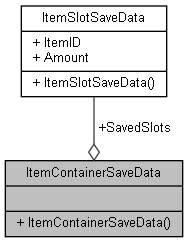 ItemSlotSaveData
+ ItemID
+ Amount
+ ItemSlotSaveData()
+SavedSlots
ItemContainerSaveData
+ ItemContainerSaveData()